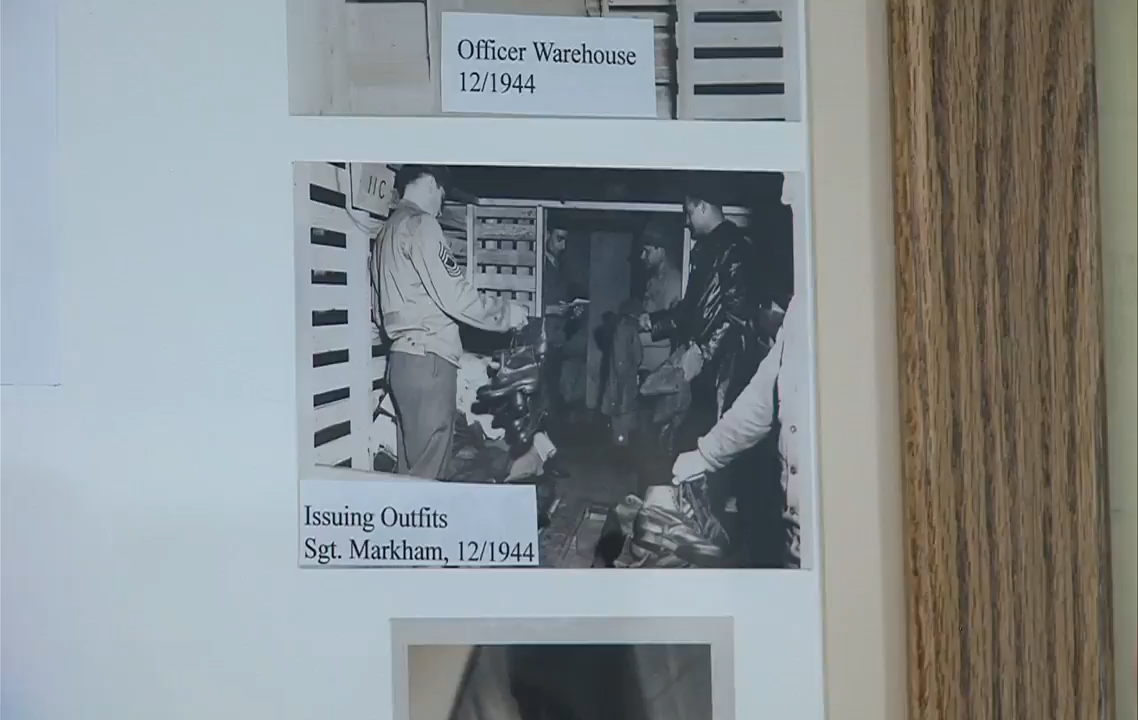 Officer Warehouse
12/1944
11C
Issuing Outfits
Sgt. Markham, 12/1944